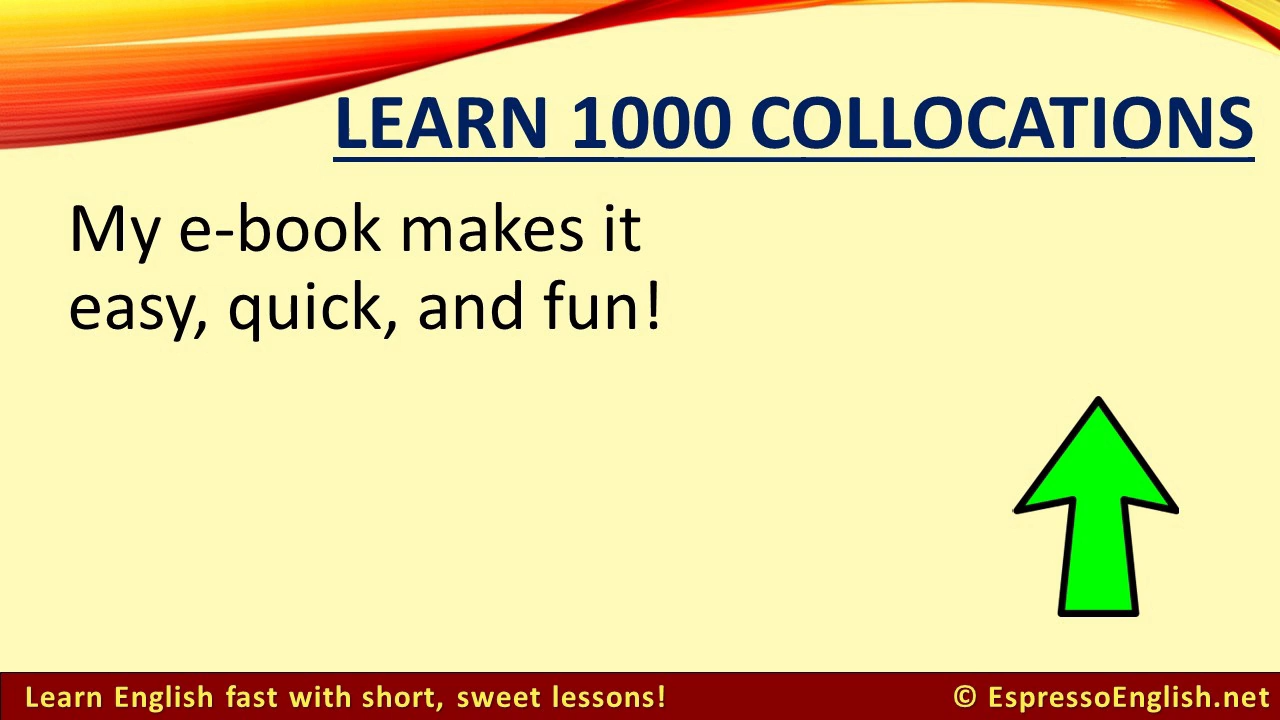 LEARN 1000 COLLOCATIONS
My e-book makes it
easy, quick, and fun!
Learn English fast with short, sweet lessons!
© EspressoEnglish.net